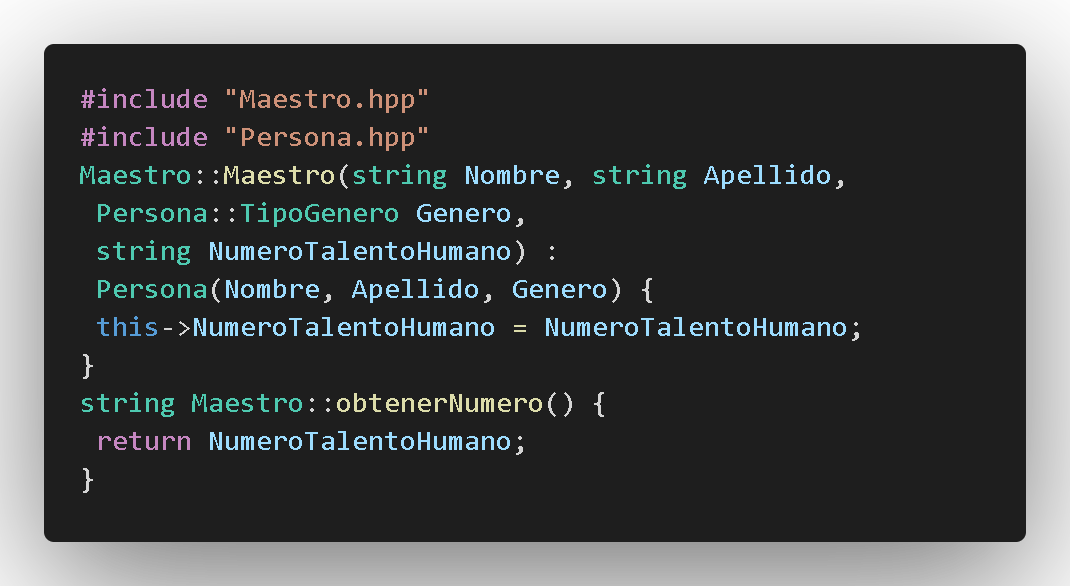 #include "Maestro.hpp"
#include "Persona.hpp"
Maestro::Maestro(string Nombre, string Apellido,
 Persona::TipoGenero Genero,
 string NumeroTalentoHumano) :
 Persona(Nombre, Apellido, Genero) {
 this->NumeroTalentoHumano = NumeroTalentoHumano;
}
string Maestro::obtenerNumero() {
 return NumeroTalentoHumano;
}